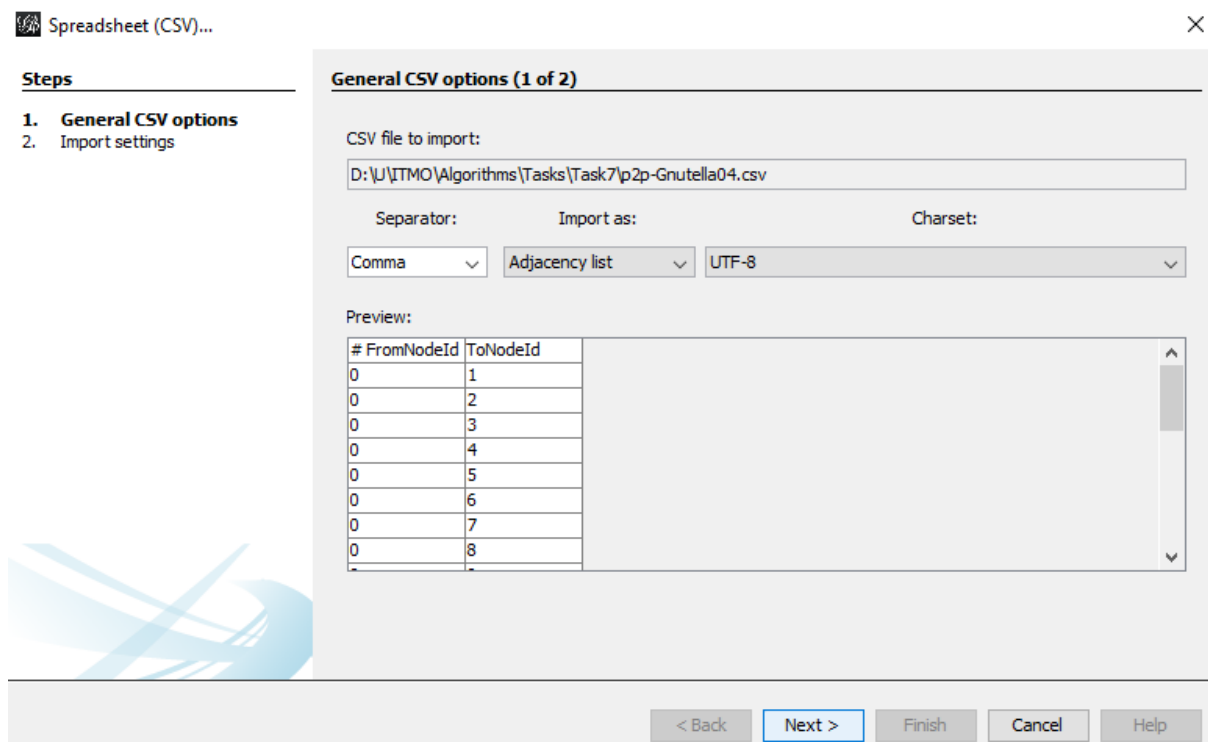 Spreadsheet (CSV)...
Steps
1. General CSV options
2. Import settings
General CSV options (1 of 2)
CSV file to import:
D:\U\ITMO\Algorithms\Tasks\Task7\p2p-Gnutella04.csv
Separator: Import as: Charset:
Comma Adjacency list UTF-8
Preview:
# FromNodeId ToNodeId
0 1
0 2
0 3
0 4
0 5
0 6
0 7
0 8
< Back Next > Finish Cancel Help